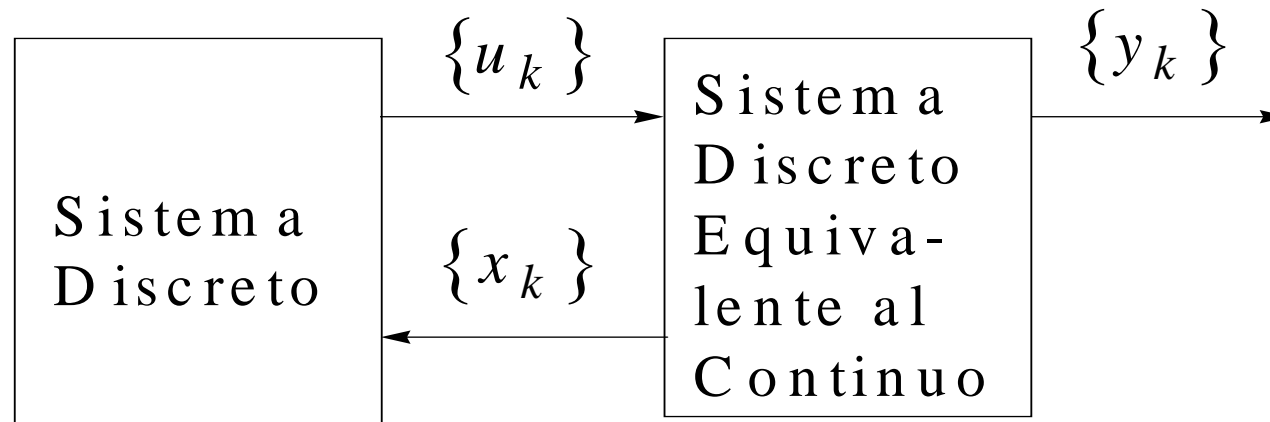 Sistema
Discreto
{u_k}
{x_k}
Sistema
Discreto
Equiva-
lente al
Continuo
{y_k}